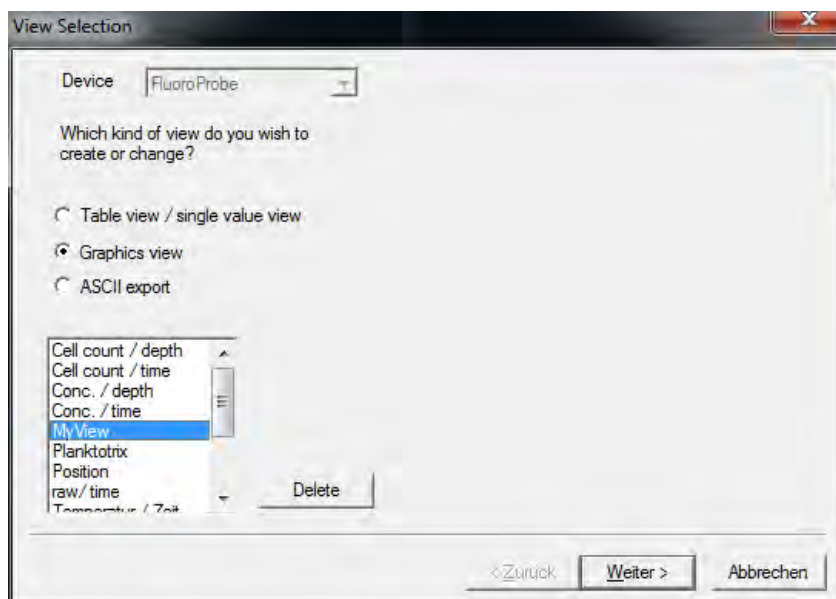 View Selection
Device FluoroProbe
Which kind of view do you wish to
create or change?
Table view / single value view
Graphics view
ASCII export
Cell count / depth
Cell count / time
Conc. / depth
Conc. / time
MyView
Planktotrix
Position
raw/ time
Temperatur / Zeit
Delete
< Zurück
Weiter >
Abbrechen